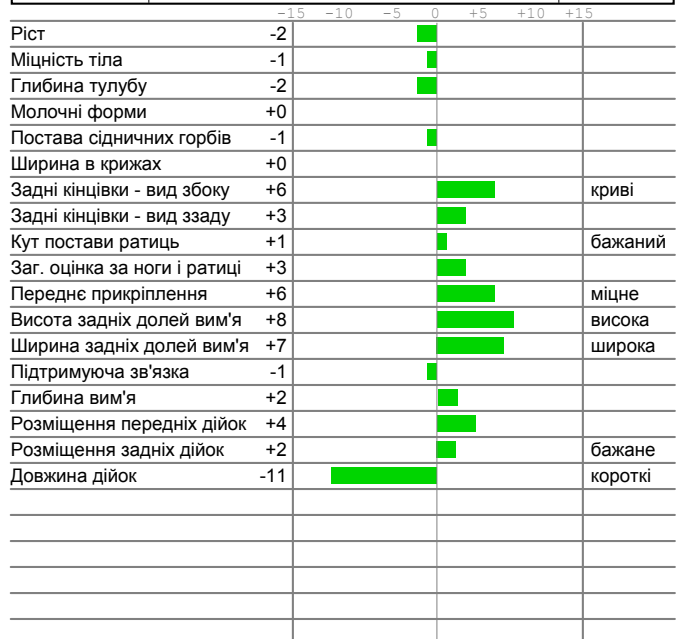 -15 -10 -5 0 +5 +10 +15
Ріст -2
Міцність тіла -1
Глибина тулубу -2
Молочні форми +0
Постава сідничних горбів -1
Ширина в крижах +0
Задні кінцівки - вид збоку +6 криві
Задні кінцівки - вид ззаду +3
Кут постави ратиць +1 бажаний
Заг. оцінка за ноги і ратиці +3
Переднє прикріплення +6 міцне
Висота задніх долей вим'я +8 висока
Ширина задніх долей вим'я +7 широка
Підтримуюча зв'язка -1
Глибина вим'я +2
Розміщення передніх дійок +4
Розміщення задніх дійок +2 бажане
Довжина дійок -11 короткі